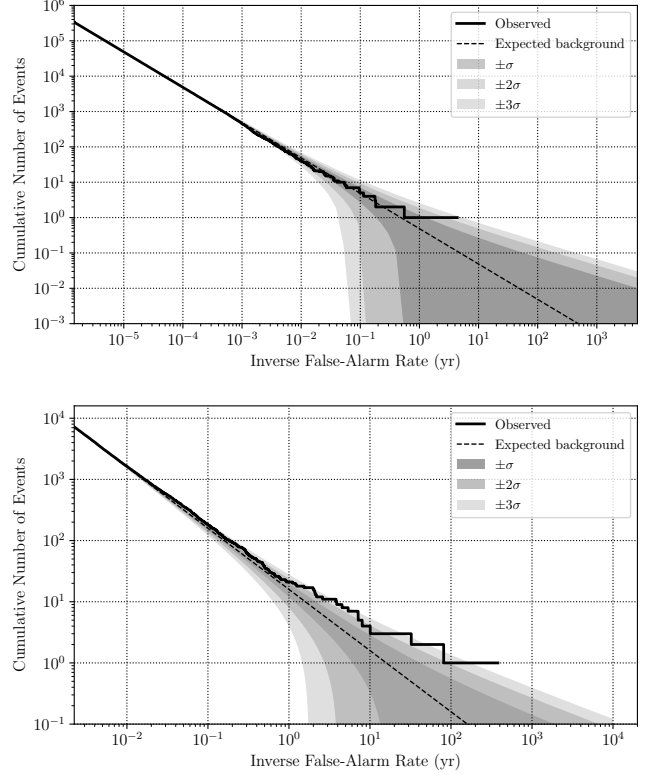 10^6
10^5
10^4
10^3
10^2
10^1
10^0
10^−1
10^−2
10^−3
Cumulative Number of Events
Observed
Expected background
±σ
±2σ
±3σ
10^−5 10^−4 10^−3 10^−2 10^−1 10^0 10^1 10^2 10^3
Inverse False-Alarm Rate (yr)
10^4
10^3
10^2
10^1
10^0
10^−1
Cumulative Number of Events
Observed
Expected background
±σ
±2σ
±3σ
10^−2 10^−1 10^0 10^1 10^2 10^3 10^4
Inverse False-Alarm Rate (yr)